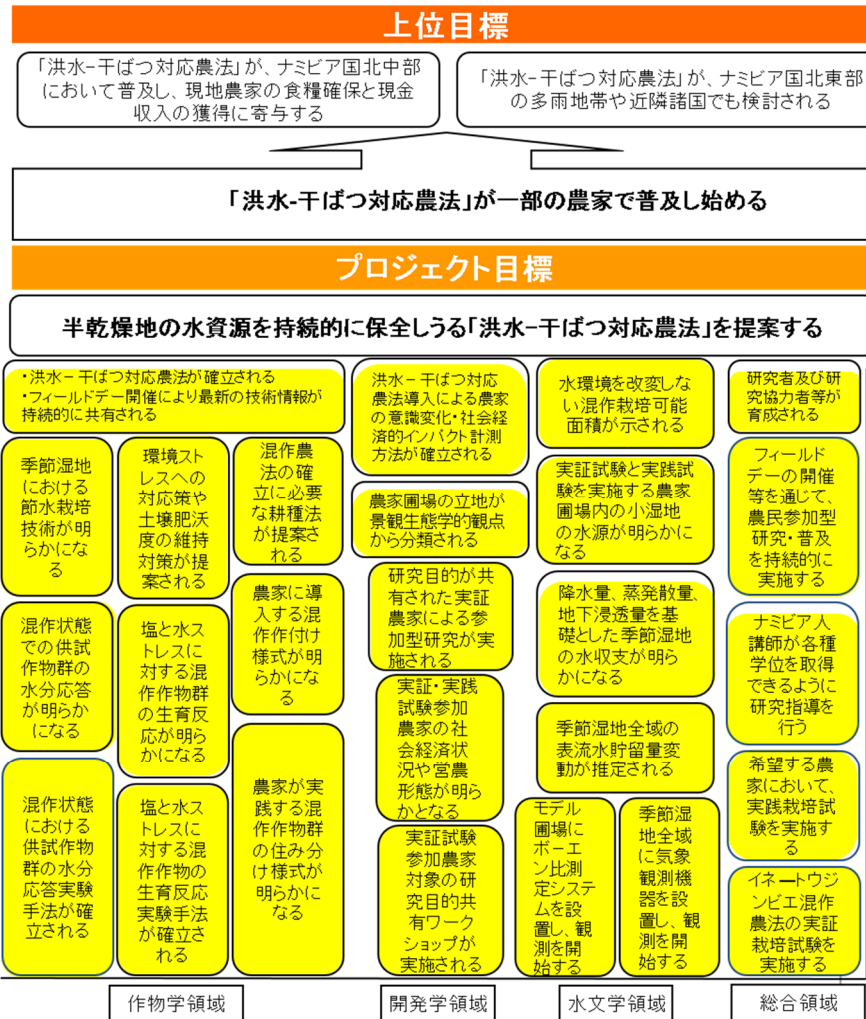 上位目標
「洪水-干ばつ対応農法」が、ナミビア国北中部
において普及し、現地農家の食糧確保と現金
収入の獲得に寄与する
「洪水-干ばつ対応農法」が、ナミビア国北東部
の多雨地帯や近隣諸国でも検討される
「洪水-干ばつ対応農法」が一部の農家で普及し始める
プロジェクト目標
半乾燥地の水資源を持続的に保全しうる「洪水-干ばつ対応農法」を提案する
・洪水-干ばつ対応農法が確立される
・フィールドデー開催により最新の技術情報が
持続的に共有される
季節湿地
における
節水栽培
技術が明
らかにな
る
混作状態
での供試
作物群の
水分応答
が明らか
になる
混作状態
における
供試作物
群の水分
応答実験
手法が確
立される
環境スト
レスへの
対応策や
土壌肥沃
度の維持
対策が提
案される
塩と水ス
トレスに
対する混
作作物群
の生育反
応が明ら
かになる
塩と水ス
トレスに
対する混
作作物の
生育反応
実験手法
が確立さ
れる
混作農
法の確
立に必要
な耕種法
が提案さ
れる
農家に導
入する混
作作付け
様式が明
らかにな
る
農家が実
践する混
作作物群
の住み分
け様式が
明らかに
なる
作物学領域
洪水-干ばつ対応
農法導入による農家
の意識変化・社会経
済的インパクト計測
方法が確立される
農家圃場の立地が
景観生態学的観点
から分類される
研究目的が共
有された実証
農家による参
加型研究が実
施される
実証・実践
試験参加
農家の社
会経済状
況や営農
形態が明ら
かとなる
実証試験
参加農家
対象の研
究目的共
有ワーク
ショップが
実施される
開発学領域
水環境を改変しな
い混作栽培可能
面積が示される
実証試験と実践試
験を実施する農家
圃場内の小湿地
の水源が明らかに
なる
降水量、蒸発散量、
地下浸透量を基
礎とした季節湿地
の水収支が明ら
かになる
季節湿地全域の
表流水貯留量変
動が推定される
モデル
圃場に
ボーエ
ン比測
定システ
ムを設
置し、観
測を開
始する
季節湿
地全域
に気象
観測機
器を設
置し、観
測を開
始する
水文学領域
研究者及び研
究協力者等が
育成される
フィールド
デーの開催
等を通じて、
農民参加型
研究・普及
を持続的に
実施する
ナミビア人
講師が各種
学位を取得
できるように
研究指導を
行う
希望する農
家において、
実践栽培試
験を実施す
る
イネートウジ
ンビエ混作
農法の実証
栽培試験を
実施する
総合領域